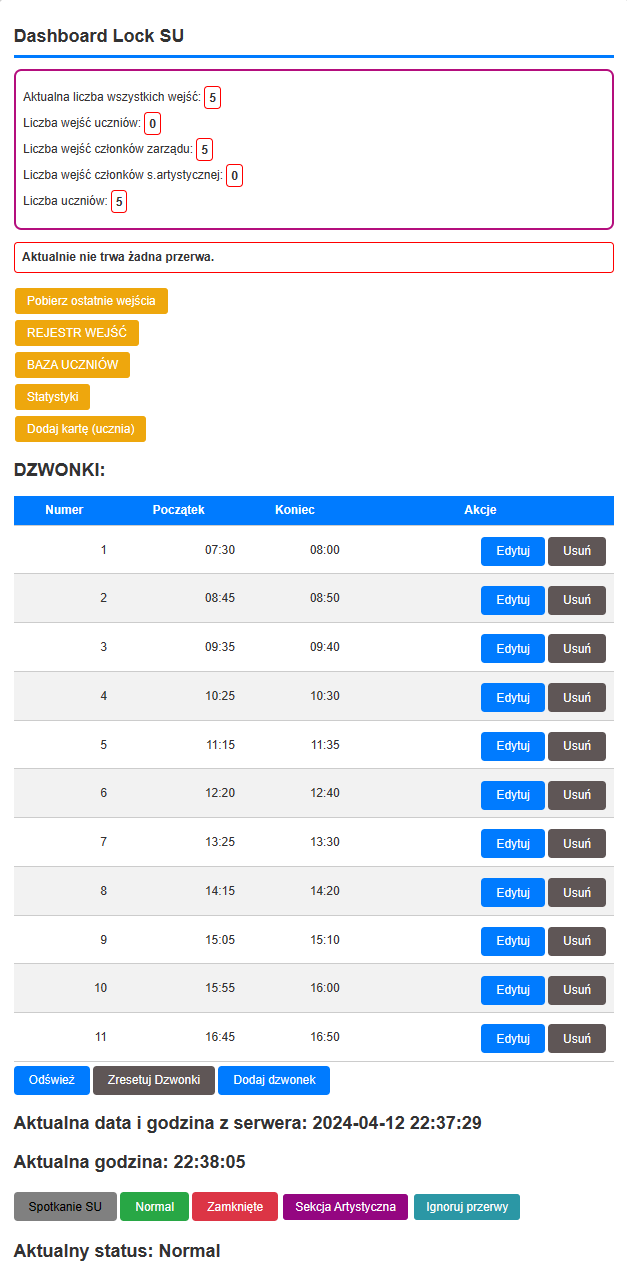 Dashboard Lock SU
Aktualna liczba wszystkich wejść: 5
Liczba wejść uczniów: 0
Liczba wejść członków zarządu: 5
Liczba wejść członków s.artystycznej: 0
Liczba uczniów: 5
Aktualnie nie trwa żadna przerwa.
Pobierz ostatnie wejścia
REJESTR WEJŚĆ
BAZA UCZNIÓW
Statystyki
Dodaj kartę (ucznia)
DZWONKI:
Numer Początek Koniec Akcje
1 07:30 08:00 Edytuj Usuń
2 08:45 08:50 Edytuj Usuń
3 09:35 09:40 Edytuj Usuń
4 10:25 10:30 Edytuj Usuń
5 11:15 11:35 Edytuj Usuń
6 12:20 12:40 Edytuj Usuń
7 13:25 13:30 Edytuj Usuń
8 14:15 14:20 Edytuj Usuń
9 15:05 15:10 Edytuj Usuń
10 15:55 16:00 Edytuj Usuń
11 16:45 16:50 Edytuj Usuń
Odśwież Zresetuj Dzwonki Dodaj dzwonek
Aktualna data i godzina z serwera: 2024-04-12 22:37:29
Aktualna godzina: 22:38:05
Spotkanie SU Normal Zamknięte Sekcja Artystyczna Ignoruj przerwy
Aktualny status: Normal